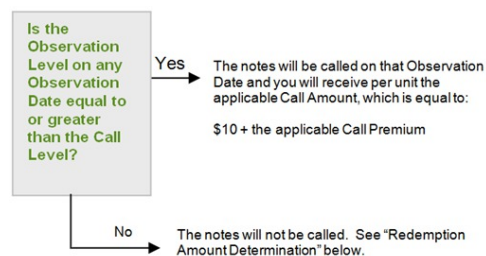 Is the
Observation
Level on any
Observation
Date equal to
or greater
than the Call
Level?
Yes
The notes will be called on that Observation
Date and you will receive per unit the
applicable Call Amount, which is equal to:
$10 + the applicable Call Premium
No
The notes will not be called. See “Redemption
Amount Determination” below.